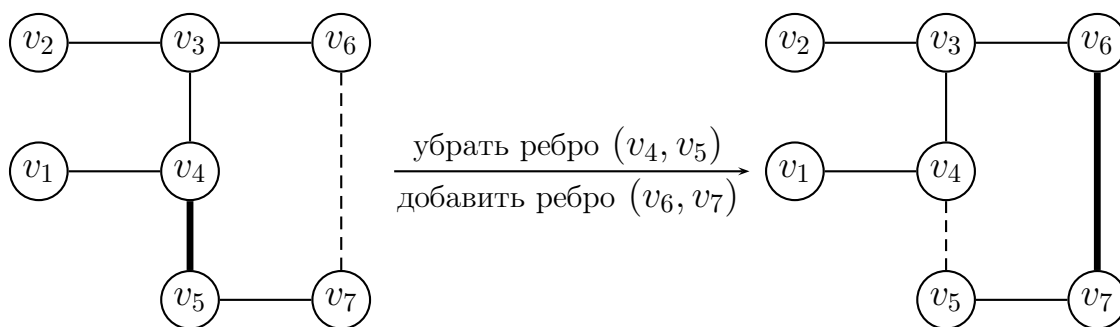 v₂ v₃ v₆
v₁ v₄
v₅ v₇
убрать ребро (v₄, v₅)
добавить ребро (v₆, v₇)
v₂ v₃ v₆
v₁ v₄
v₅ v₇